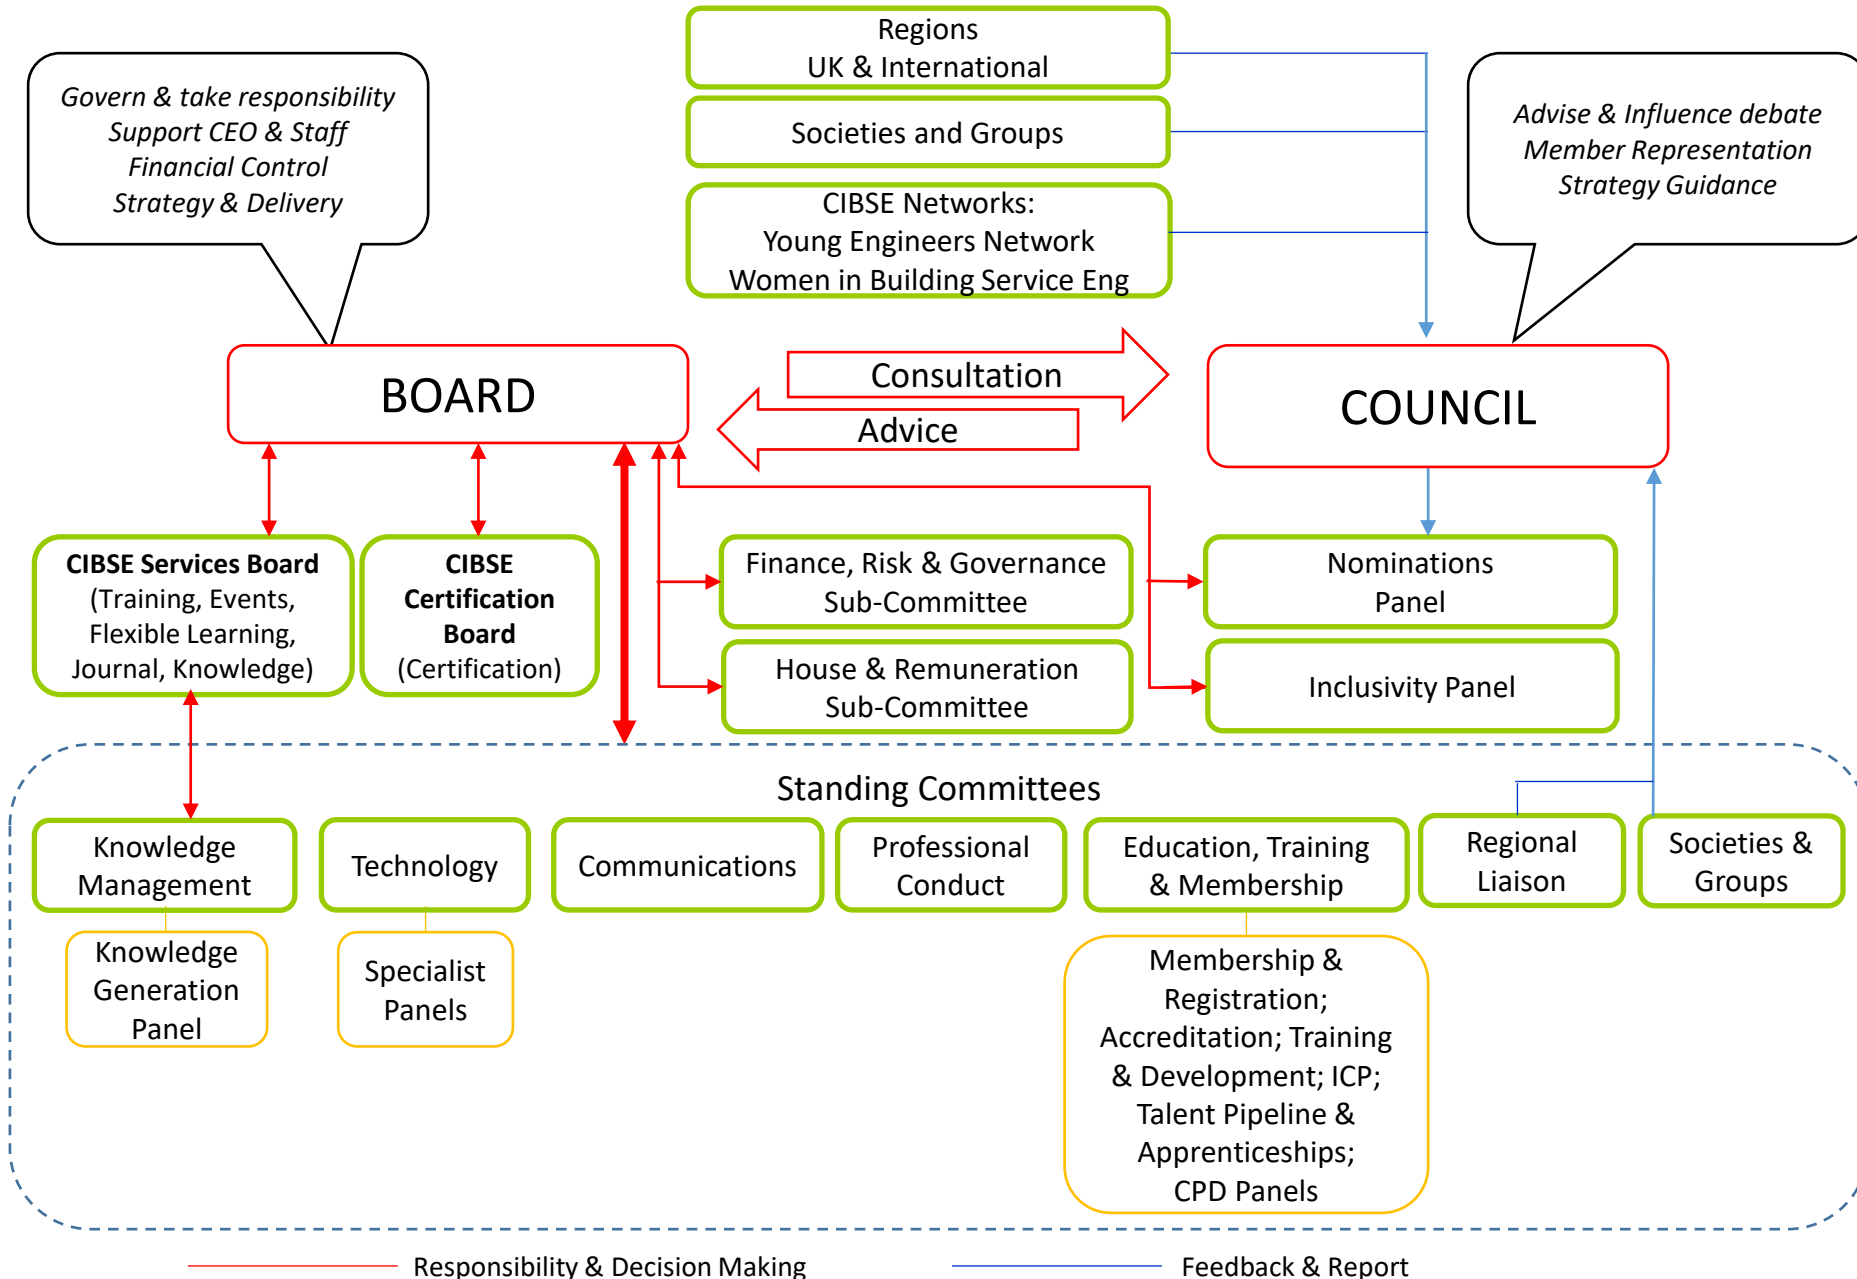 Regions
UK & International
Govern & take responsibility
Support CEO & Staff
Financial Control
Strategy & Delivery
Societies and Groups
Advise & Influence debate
Member Representation
Strategy Guidance
CIBSE Networks:
Young Engineers Network
Women in Building Service Eng
BOARD
Consultation
Advice
COUNCIL
CIBSE Services Board
(Training, Events,
Flexible Learning,
Journal, Knowledge)
CIBSE
Certification
Board
(Certification)
Finance, Risk & Governance
Sub-Committee
Nominations
Panel
House & Remuneration
Sub-Committee
Inclusivity Panel
Standing Committees
Knowledge
Management
Technology
Communications
Professional
Conduct
Education, Training
& Membership
Regional
Liaison
Societies &
Groups
Knowledge
Generation
Panel
Specialist
Panels
Membership &
Registration;
Accreditation; Training
& Development; ICP;
Talent Pipeline &
Apprenticeships;
CPD Panels
Responsibility & Decision Making
Feedback & Report